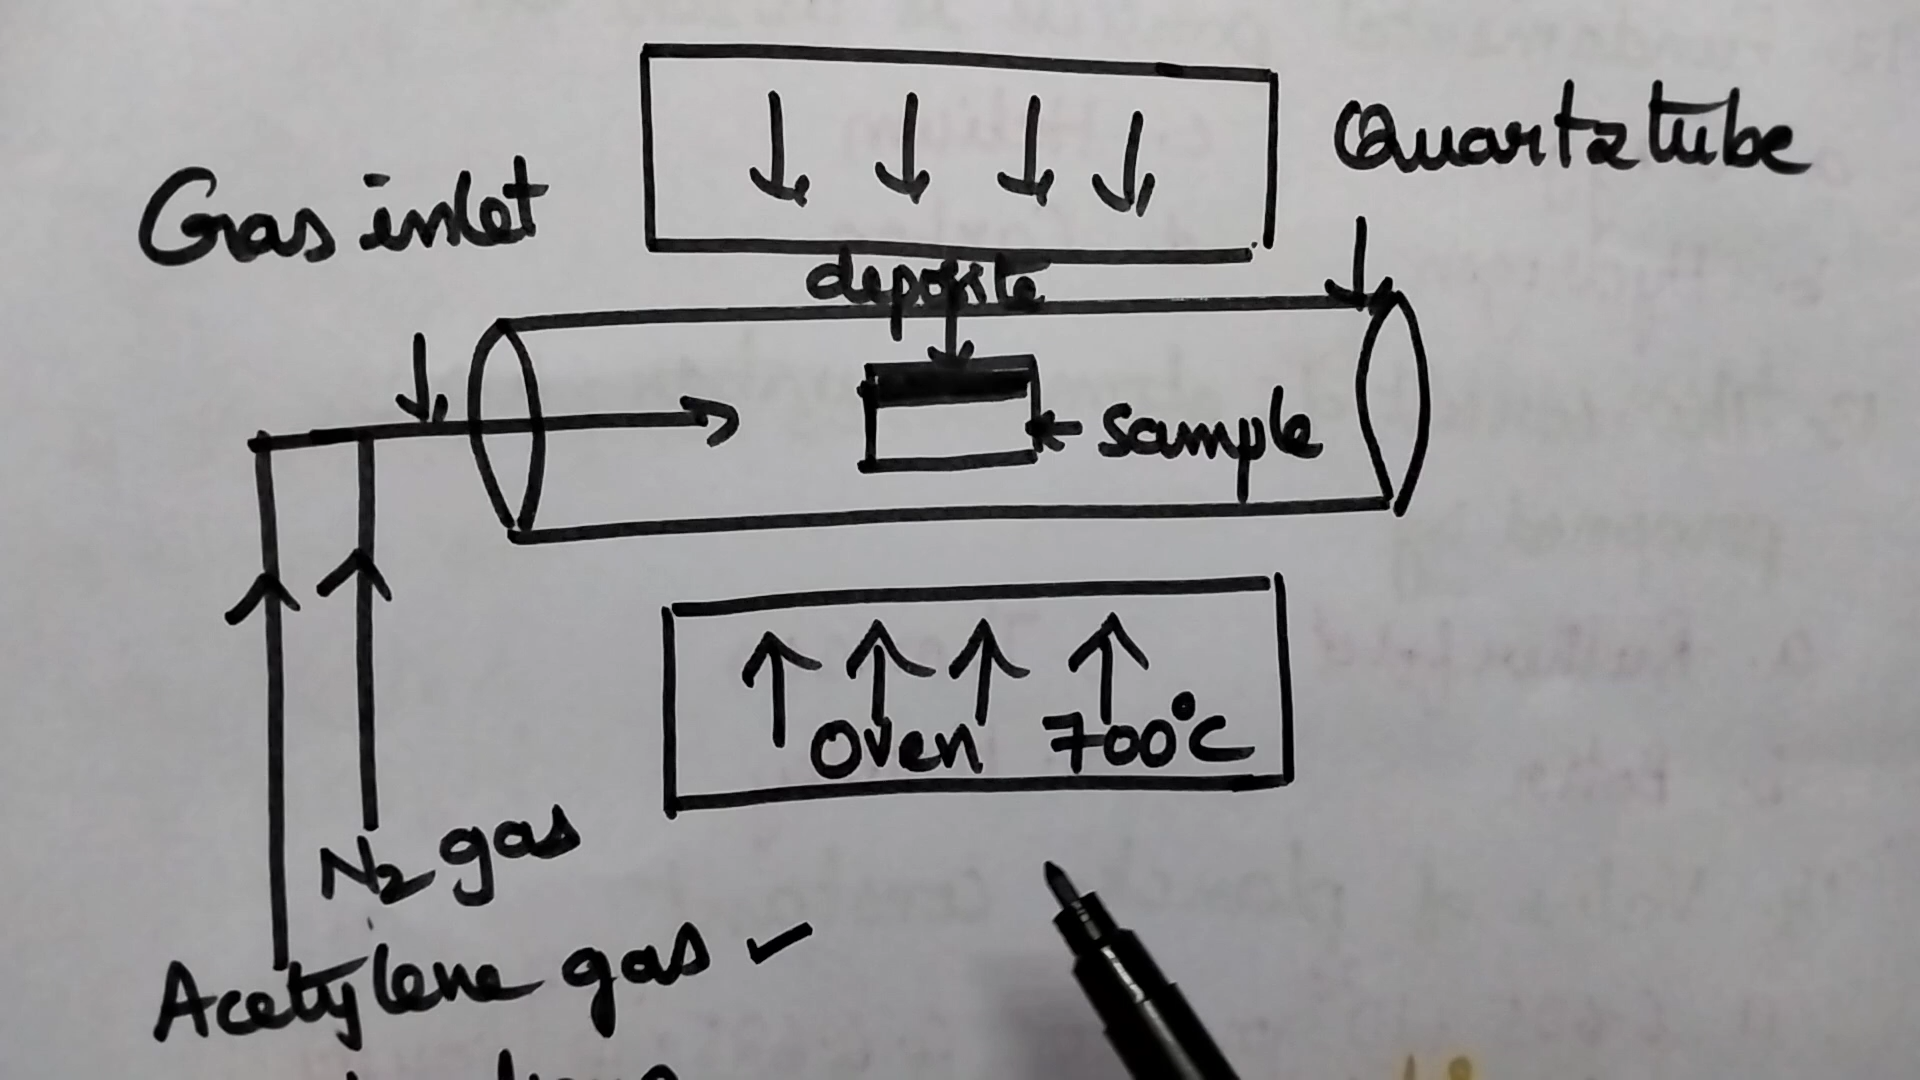 Quartz tube
Gas inlet
deposite
sample
Oven 700°C
N2 gas
Acetylene gas ✓